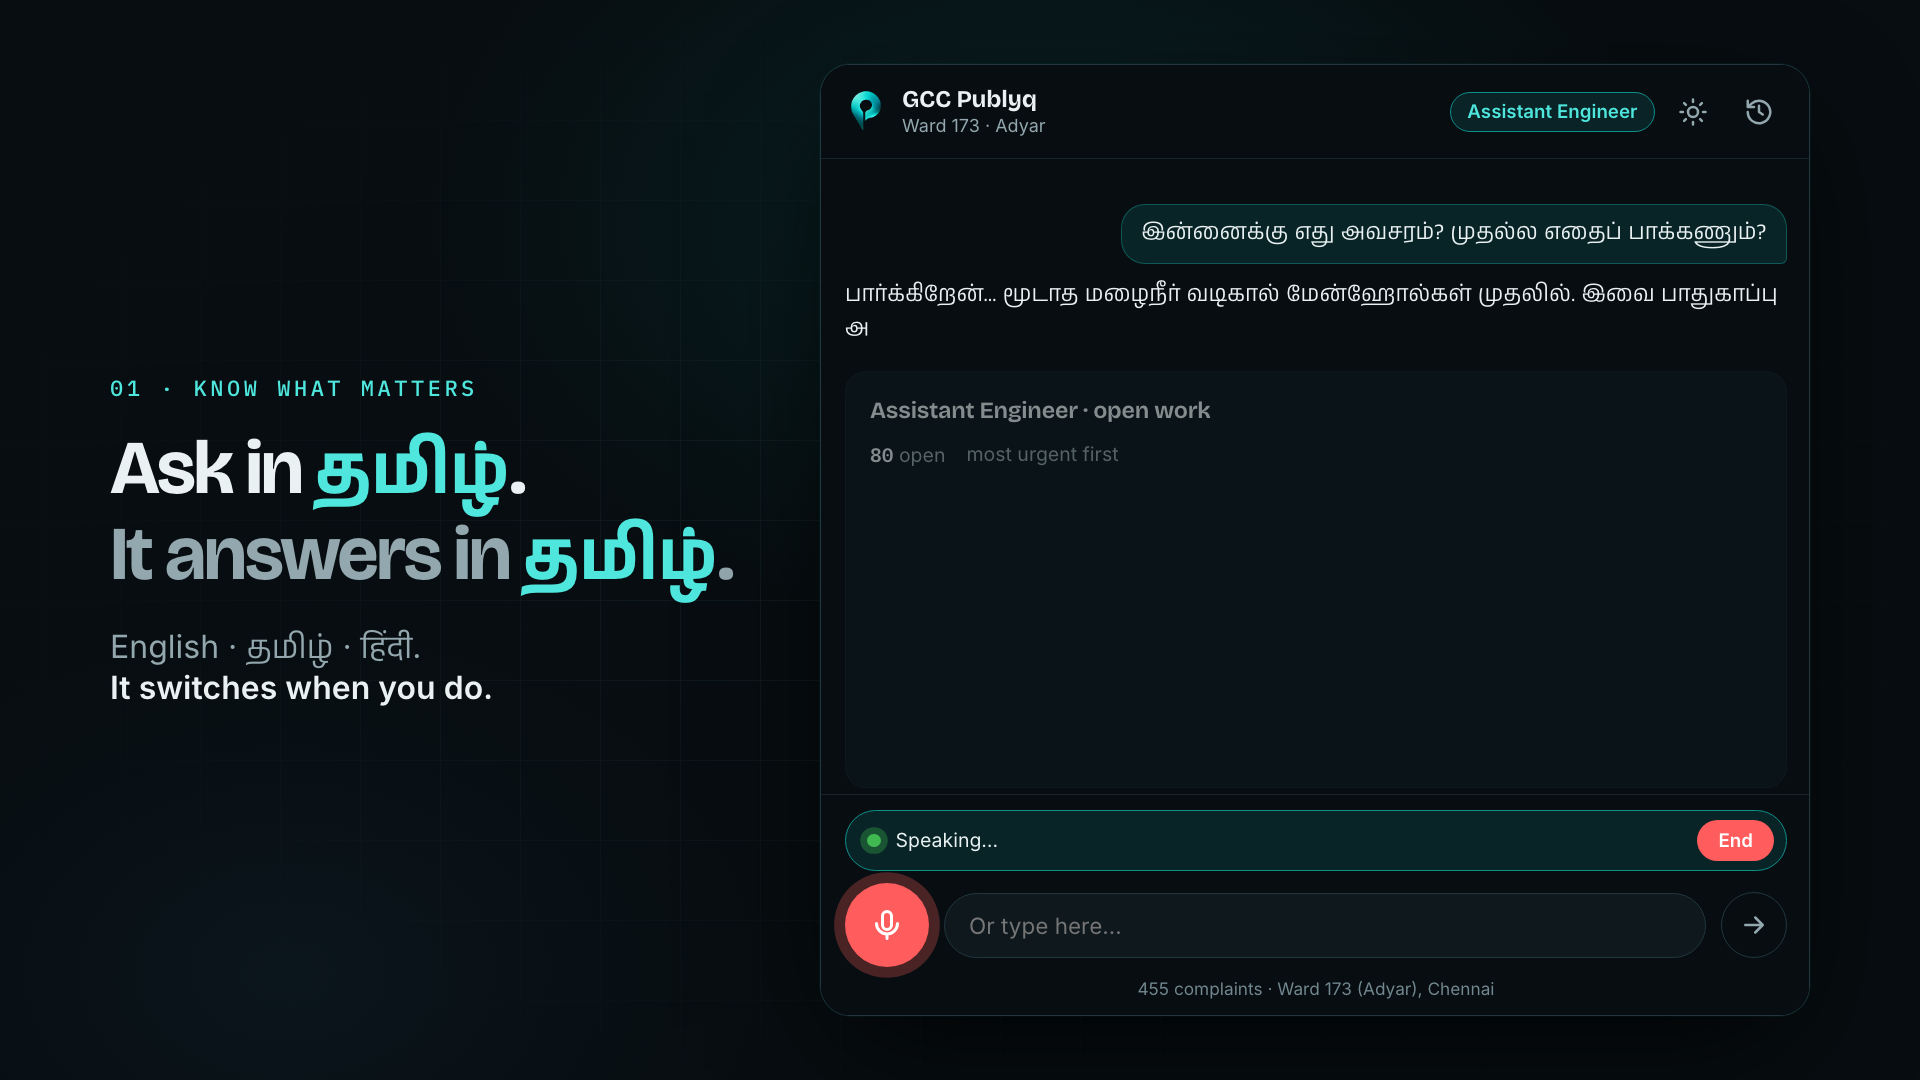 01 · KNOW WHAT MATTERS
Ask in தமிழ்.
It answers in தமிழ்.
English · தமிழ் · हिंदी.
It switches when you do.
GCC Publyq
Ward 173 · Adyar
Assistant Engineer
இன்னைக்கு எது அவசரம்? முதல்ல எதைப் பாக்கணும்?
பார்க்கிறேன்... மூடாத மழைநீர் வடிகால் மேன்ஹோல்கள் முதலில். இவை பாதுகாப்பு
அ
Assistant Engineer · open work
80 open most urgent first
Speaking...
End
Or type here...
455 complaints · Ward 173 (Adyar), Chennai